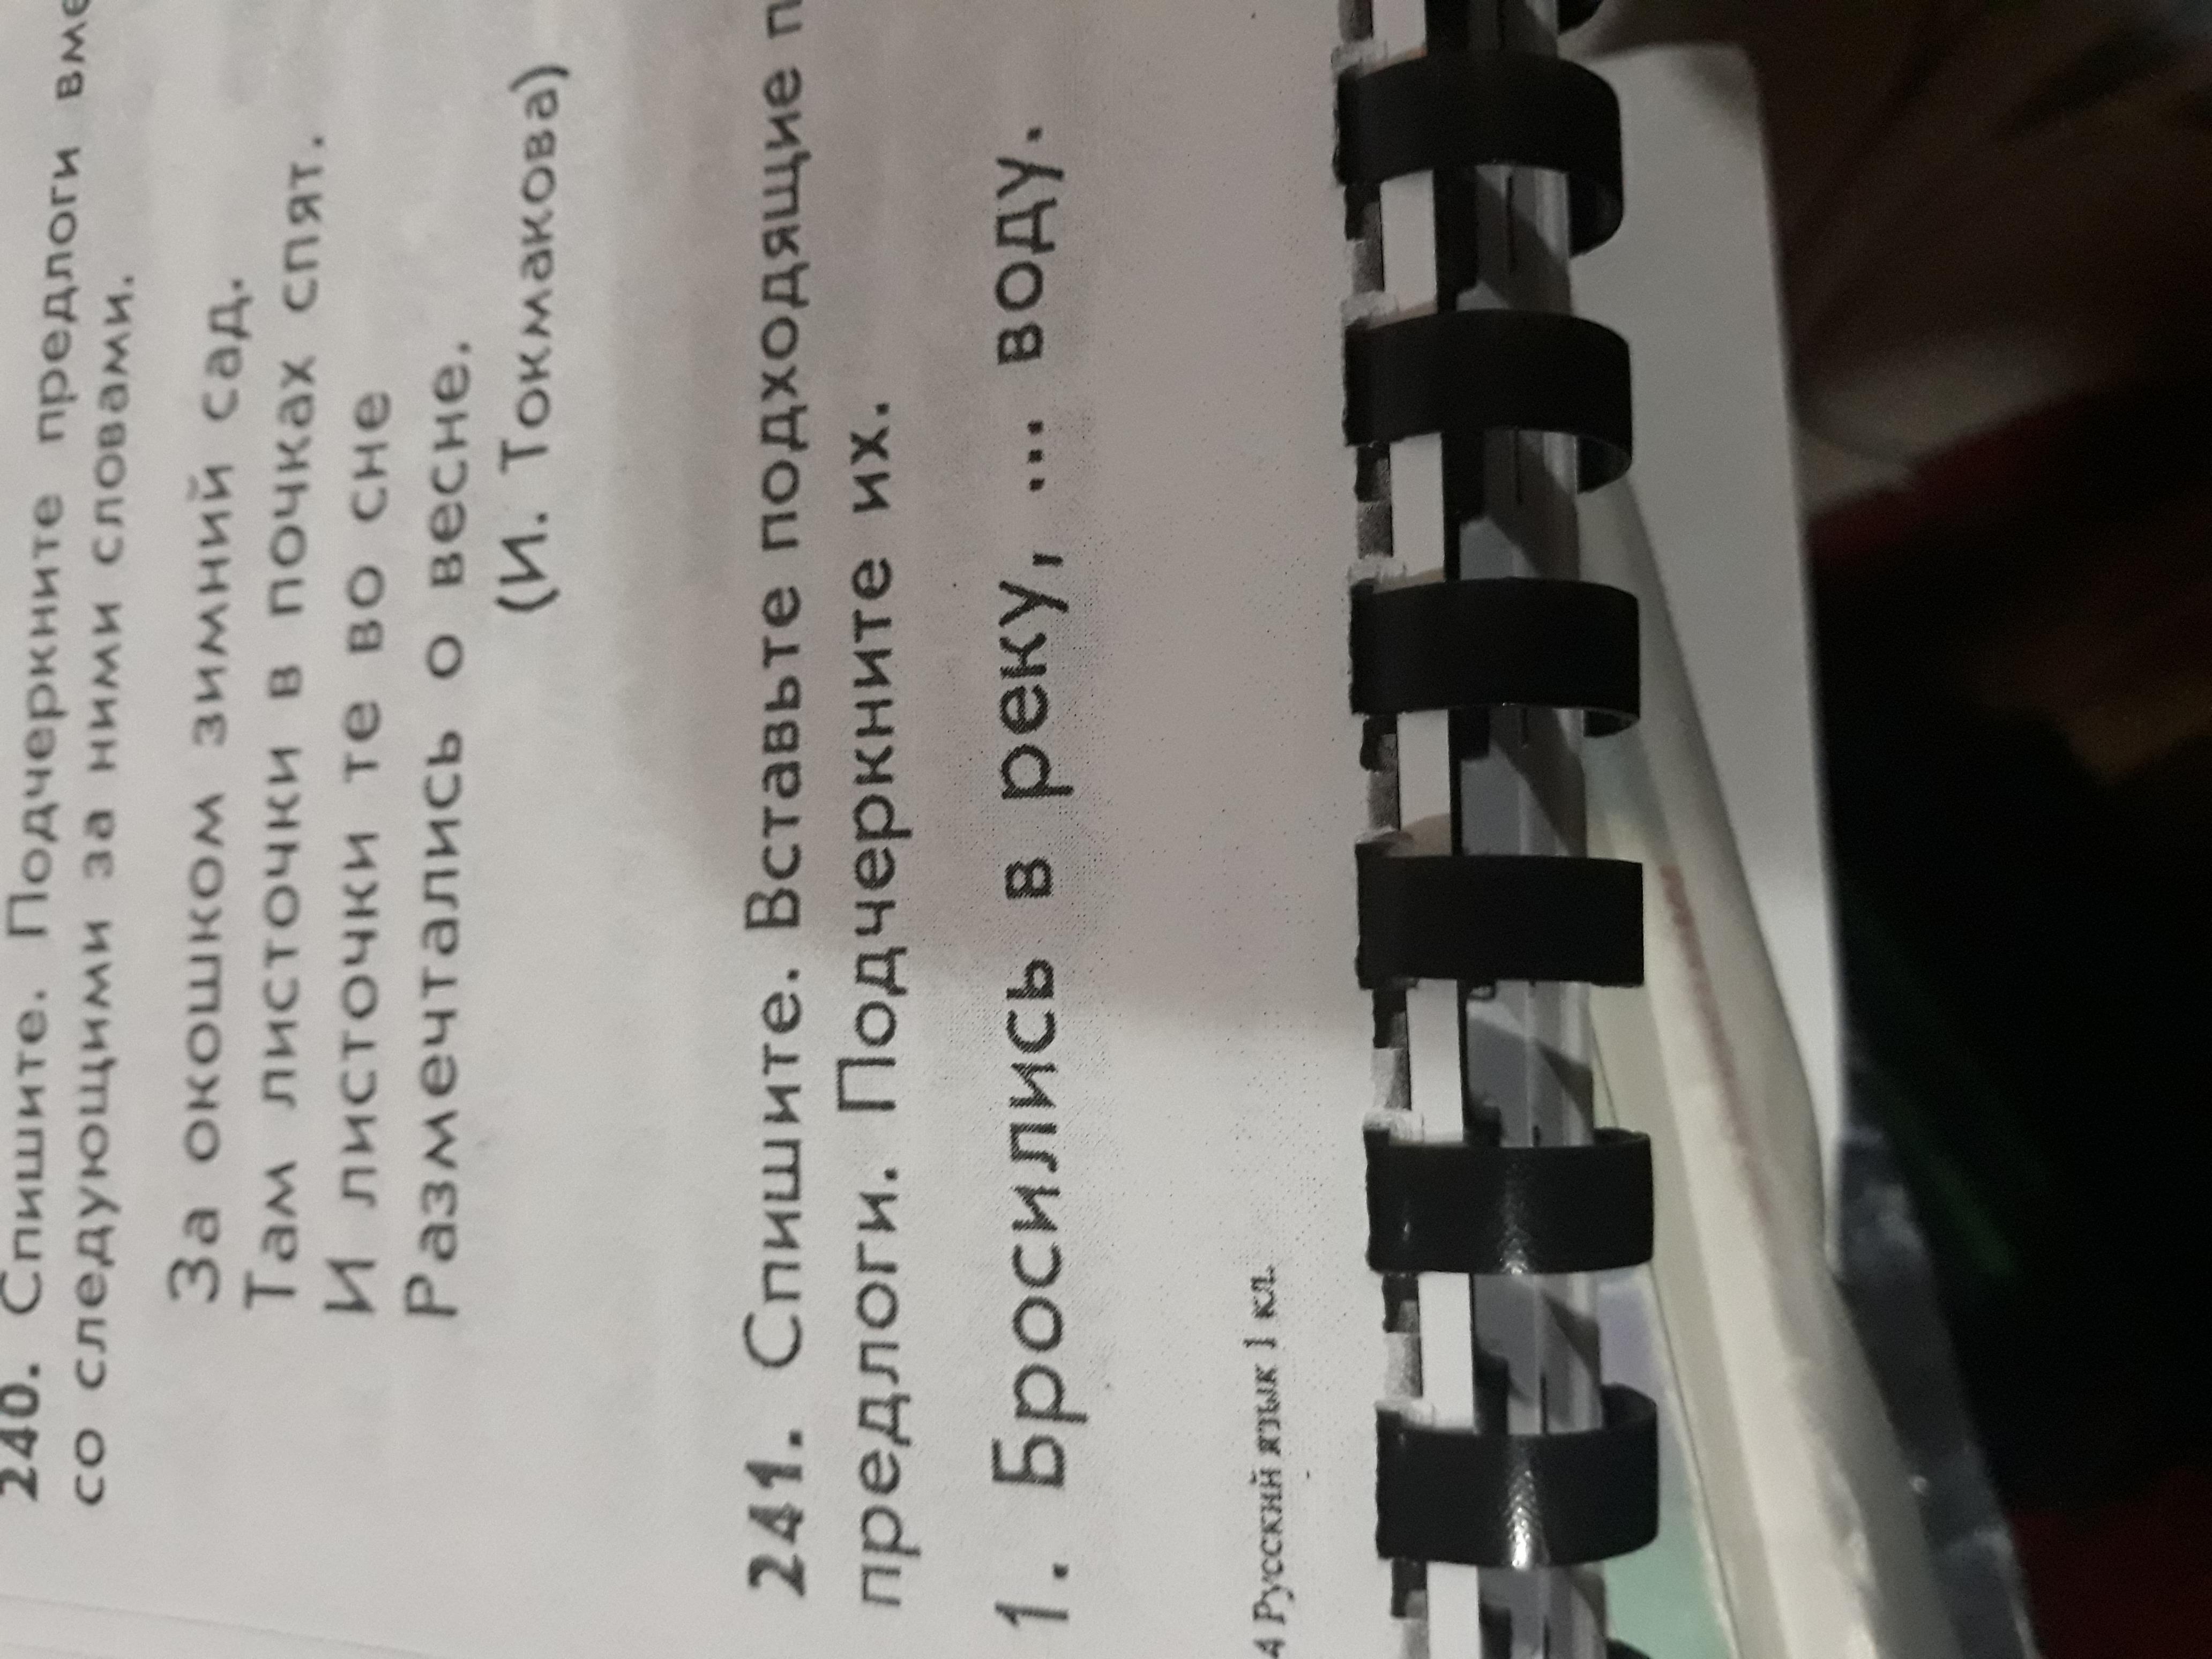 240. Спишите. Подчеркните предлоги
со следующими за ними словами.
За окошком зимний сад.
Там листочки в почках спят.
И листочки те во сне
Размечтались о весне.
(И. Токмакова)
241. Спишите. Вставьте подходящие
предлоги. Подчеркните их.
1. Бросились в реку, ... воду.
4 Русский язык 1 кл.